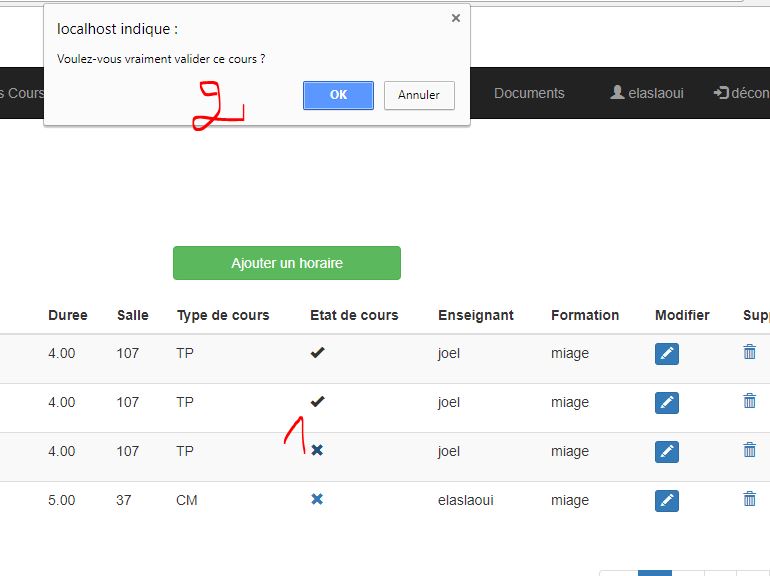 localhost indique :
Voulez-vous vraiment valider ce cours ?
OK Annuler
2
s Cours Documents elaslaoui décon
Ajouter un horaire
Duree Salle Type de cours Etat de cours Enseignant Formation Modifier Supp
4.00 107 TP joel miage
4.00 107 TP joel miage
1
4.00 107 TP joel miage
5.00 37 CM elaslaoui miage